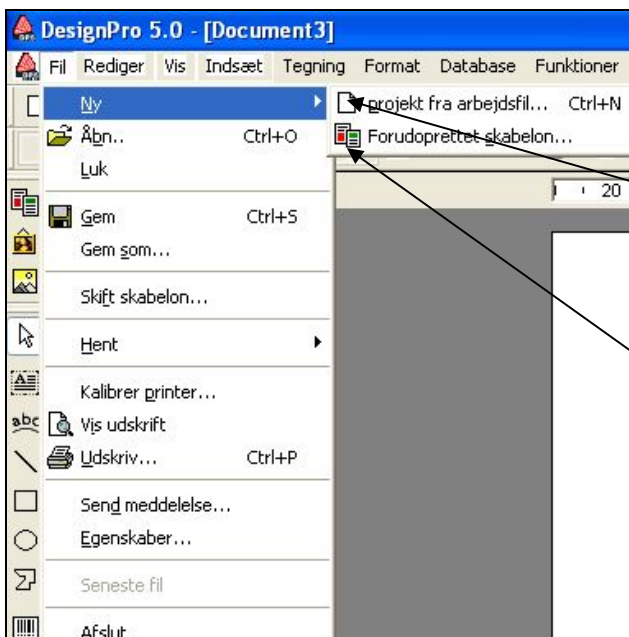 DesignPro 5.0 - [Document3]
Fil Rediger Vis Indsæt Tegning Format Database Funktioner
Ny
projekt fra arbejdsfil... Ctrl+N
Åbn.. Ctrl+O
Forudoprettet skabelon...
Luk
20
Gem Ctrl+S
Gem som...
Skift skabelon...
Hent
Kalibrer printer...
abc
Vis udskrift
Udskriv... Ctrl+P
Send meddelelse...
Egenskaber...
Seneste fil
Afslut